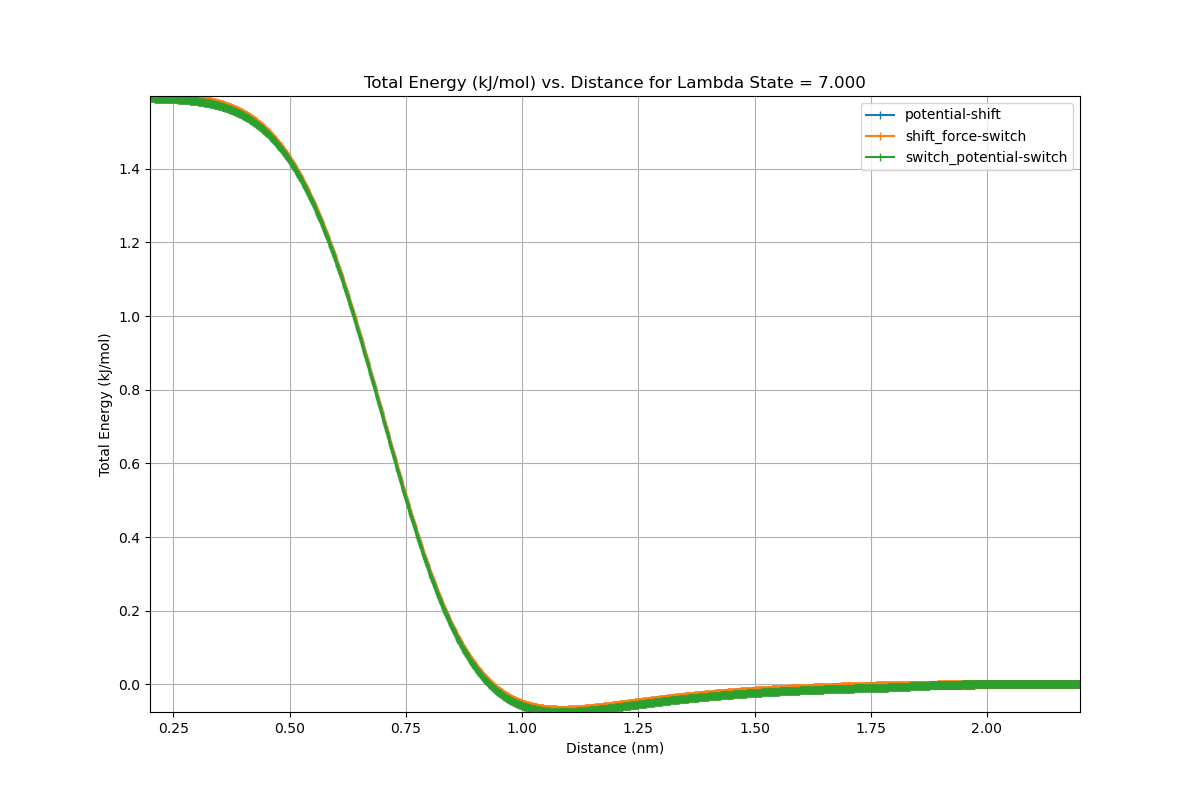 Total Energy (kJ/mol) vs. Distance for Lambda State = 7.000
potential-shift
shift_force-switch
switch_potential-switch
Total Energy (kJ/mol)
1.4
1.2
1.0
0.8
0.6
0.4
0.2
0.0
0.25 0.50 0.75 1.00 1.25 1.50 1.75 2.00
Distance (nm)